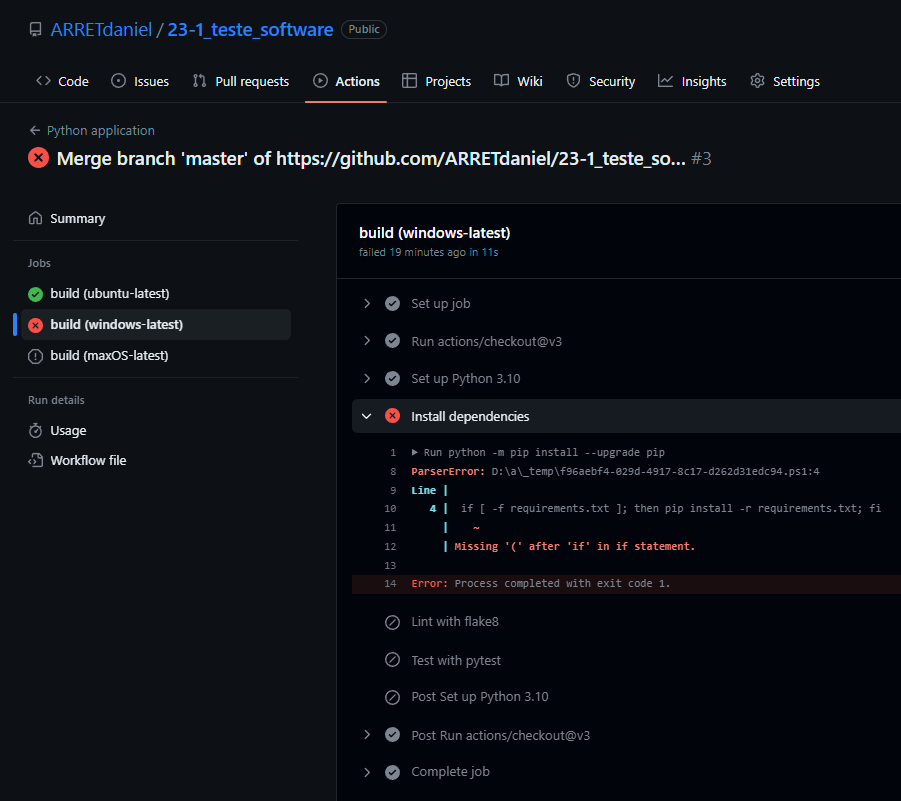 ARRETdaniel / 23-1_teste_software Public
Code Issues Pull requests Actions Projects Wiki Security Insights Settings
← Python application
Merge branch 'master' of https://github.com/ARRETdaniel/23-1_teste_so... #3
Summary
Jobs
build (ubuntu-latest)
build (windows-latest)
build (maxOS-latest)
Run details
Usage
Workflow file
build (windows-latest)
failed 19 minutes ago in 11s
Set up job
Run actions/checkout@v3
Set up Python 3.10
Install dependencies
1 ▶ Run python -m pip install --upgrade pip
8 ParserError: D:\a\_temp\f96aebf4-029d-4917-8c17-d262d31edc94.ps1:4
9 Line |
10 4 | if [ -f requirements.txt ]; then pip install -r requirements.txt; fi
11 | ~
12 | Missing '(' after 'if' in if statement.
13
14 Error: Process completed with exit code 1.
Lint with flake8
Test with pytest
Post Set up Python 3.10
Post Run actions/checkout@v3
Complete job